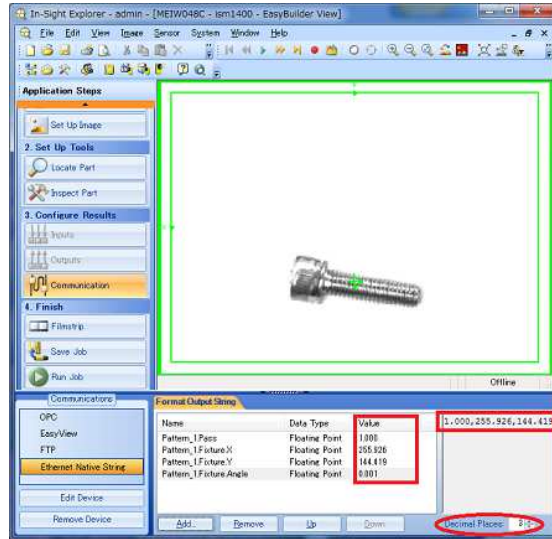 In-Sight Explorer - admin - [MEIW048C - ism1400 - EasyBuilder View]
File Edit View Image Sensor System Window Help
Application Steps
Set Up Image
2. Set Up Tools
Locate Part
Inspect Part
3. Configure Results
Inputs
Outputs
Communication
4. Finish
Filmstrip
Save Job
Run Job
Offline
Communications
OPC
EasyView
FTP
Ethernet Native String
Edit Device
Remove Device
Format Output String
Name Data Type Value
Pattern_1.Pass Floating Point 1.000
Pattern_1.Fixture.X Floating Point 255.926
Pattern_1.Fixture.Y Floating Point 144.419
Pattern_1.Fixture.Angle Floating Point 0.001
1.000,255.926,144.419
Add.. Remove Up Down
Decimal Places: 3